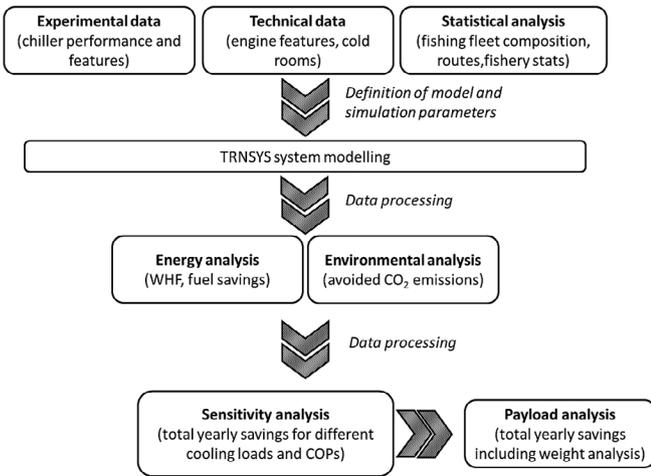 Experimental data
(chiller performance and
features)
Technical data
(engine features, cold
rooms)
Statistical analysis
(fishing fleet composition,
routes,fishery stats)
Definition of model and
simulation parameters
TRNSYS system modelling
Data processing
Energy analysis
(WHF, fuel savings)
Environmental analysis
(avoided CO₂ emissions)
Data processing
Sensitivity analysis
(total yearly savings for different
cooling loads and COPs)
Payload analysis
(total yearly savings
including weight analysis)